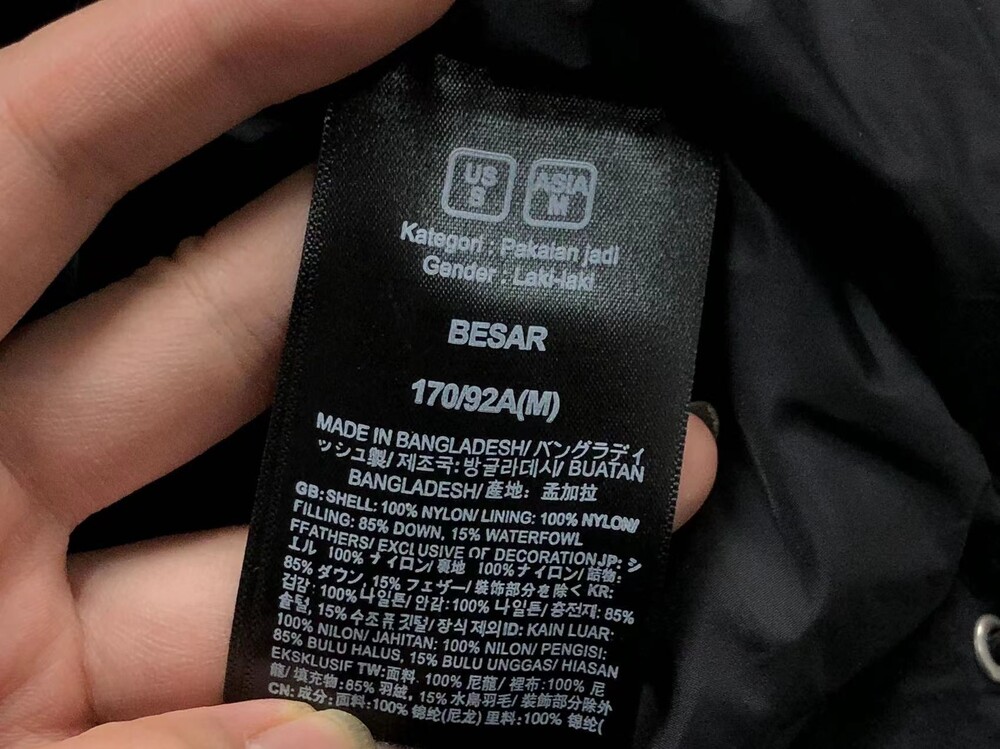 US ASIA
S M
Kategori : Pakaian jadi
Gender : Laki-laki
BESAR
170/92A(M)
MADE IN BANGLADESH/ バングラディ
ッシュ製/ 제조국: 방글라데시/ BUATAN
BANGLADESH/ 產地: 孟加拉
GB: SHELL: 100% NYLON/ LINING: 100% NYLON/
FILLING: 85% DOWN, 15% WATERFOWL
FFATHERS/ EXCLUSIVE OF DECORATION JP: シ
エル 100% ナイロン/ 裏地 100% ナイロン/ 詰物:
85% ダウン, 15% フェザー/ 装飾部分を除く KR:
겉감: 100% 나일론/ 안감: 100% 나일론/ 충전재: 85%
솜털, 15% 수조류 깃털/ 장식 제외 ID: KAIN LUAR:
100% NILON/ JAHITAN: 100% NILON/ PENGISI:
85% BULU HALUS, 15% BULU UNGGAS/ HIASAN
EKSKLUSIF TW: 面料. 100% 尼龍/ 裡布: 100% 尼
龍/ 填充物: 85% 羽絨, 15% 水鳥羽毛/ 裝飾部分除外
CN: 成分: 面料: 100% 锦纶(尼龙) 里料: 100% 锦纶(